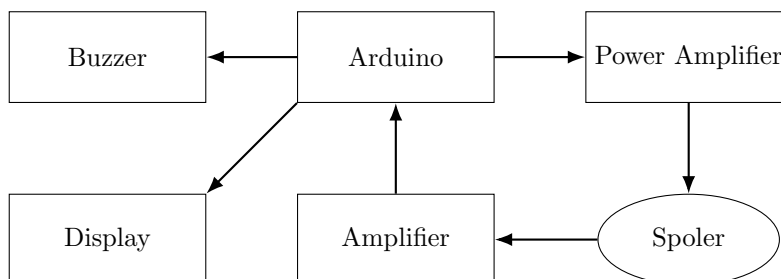 Buzzer
Arduino
Power Amplifier
Display
Amplifier
Spoler